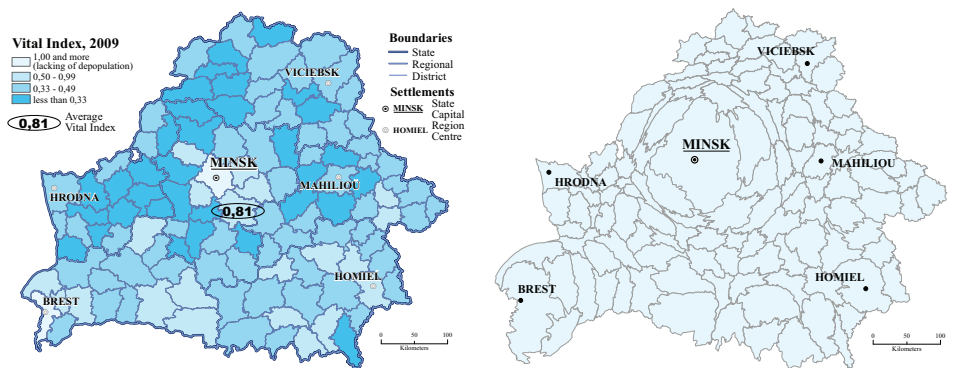 Vital Index, 2009
1,00 and more
(lacking of depopulation)
0,50 - 0,99
0,33 - 0,49
less than 0,33
0,81 Average
Vital Index
Boundaries
State
Regional
District
Settlements
MINSK State
Capital
HOMIEL Region
Centre
VICIEBSK
MINSK
MAHILIOU
HRODNA
0,81
HOMIEL
BREST
0 50 100
Kilometers
VICIEBSK
MINSK
MAHILIOU
HRODNA
HOMIEL
BREST
0 50 100
Kilometers